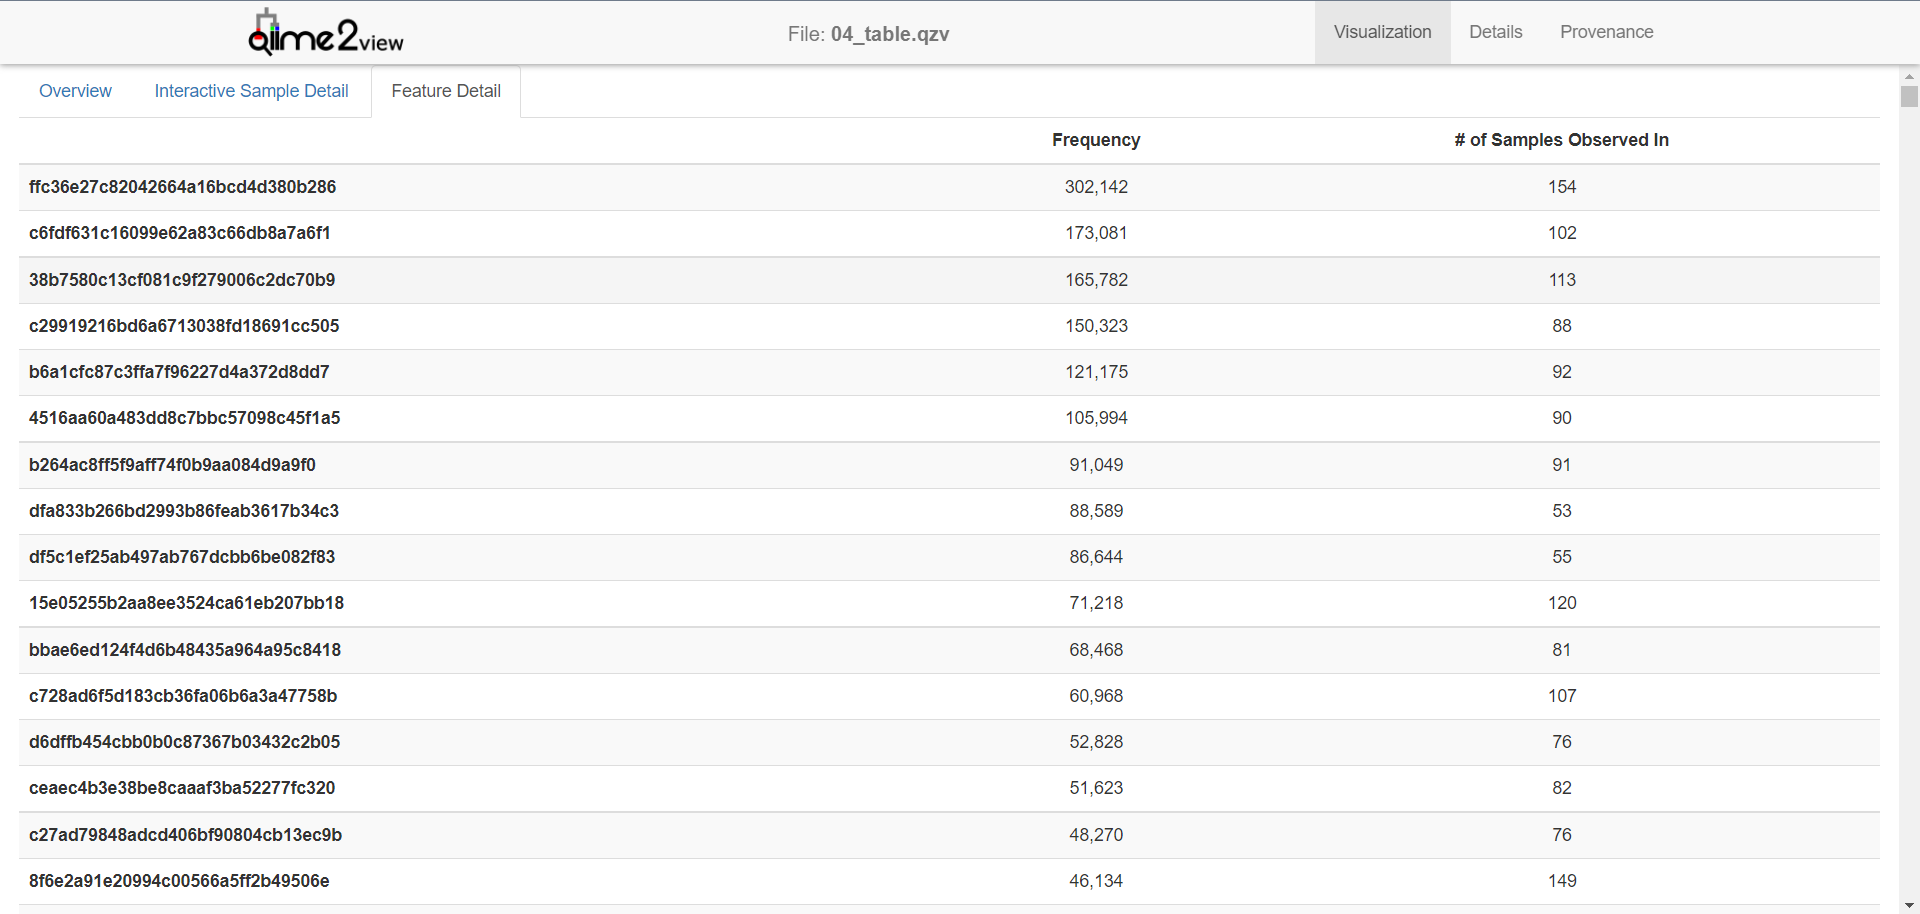 qiime2view
File: 04_table.qzv
Visualization Details Provenance
Overview Interactive Sample Detail Feature Detail
Frequency # of Samples Observed In
ffc36e27c82042664a16bcd4d380b286 302,142 154
c6fdf631c16099e62a83c66db8a7a6f1 173,081 102
38b7580c13cf081c9f279006c2dc70b9 165,782 113
c29919216bd6a6713038fd18691cc505 150,323 88
b6a1cfc87c3ffa7f96227d4a372d8dd7 121,175 92
4516aa60a483dd8c7bbc57098c45f1a5 105,994 90
b264ac8ff5f9aff74f0b9aa084d9a9f0 91,049 91
dfa833b266bd2993b86feab3617b34c3 88,589 53
df5c1ef25ab497ab767dcbb6be082f83 86,644 55
15e05255b2aa8ee3524ca61eb207bb18 71,218 120
bbae6ed124f4d6b48435a964a95c8418 68,468 81
c728ad6f5d183cb36fa06b6a3a47758b 60,968 107
d6dffb454cbb0b0c87367b03432c2b05 52,828 76
ceaec4b3e38be8caaaf3ba52277fc320 51,623 82
c27ad79848adcd406bf90804cb13ec9b 48,270 76
8f6e2a91e20994c00566a5ff2b49506e 46,134 149